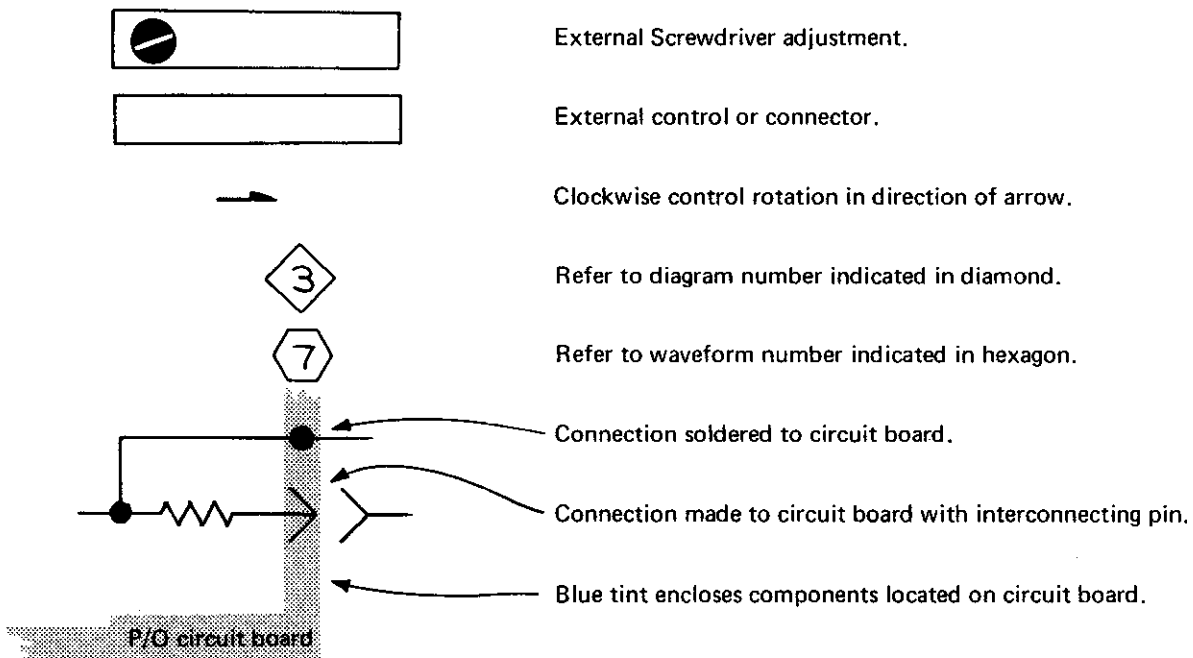 External Screwdriver adjustment.
External control or connector.
Clockwise control rotation in direction of arrow.
3
Refer to diagram number indicated in diamond.
7
Refer to waveform number indicated in hexagon.
Connection soldered to circuit board.
Connection made to circuit board with interconnecting pin.
Blue tint encloses components located on circuit board.
P/O circuit board